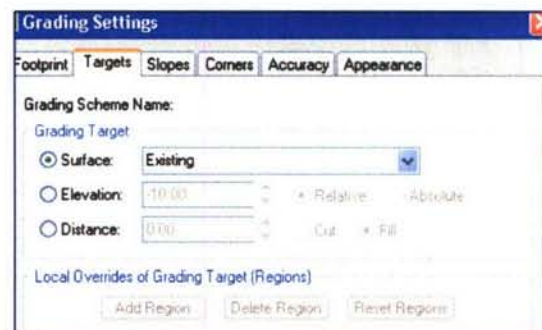 Grading Settings
Footprint Targets Slopes Corners Accuracy Appearance
Grading Scheme Name:
Grading Target
Surface: Existing
Elevation: -10.00 Relative Absolute
Distance: 0.00 Cut Fill
Local Overrides of Grading Target (Regions)
Add Region Delete Region Reset Regions